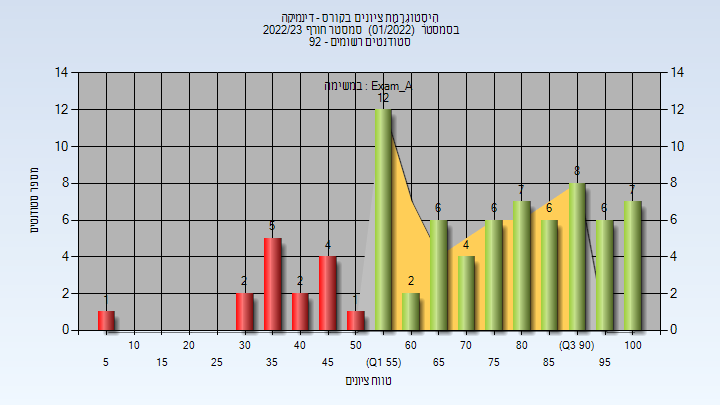 הִיסְטוֹגְרָמַת ציונים בקורס - דינמיקה
בסמסטר (01/2022) סמסטר חורף 2022/23
סטודנטים רשומים - 92
במשימה : Exam_A
מספר סטודנטים
14 14
12 12
10 10
8 8
6 6
4 4
2 2
0 0
1 2 5 2 4 1 12 2 6 4 6 7 6 8 6 7
10 20 30 40 50 60 70 80 (Q3 90) 100
5 15 25 35 45 (Q1 55) 65 75 85 95
טווח ציונים